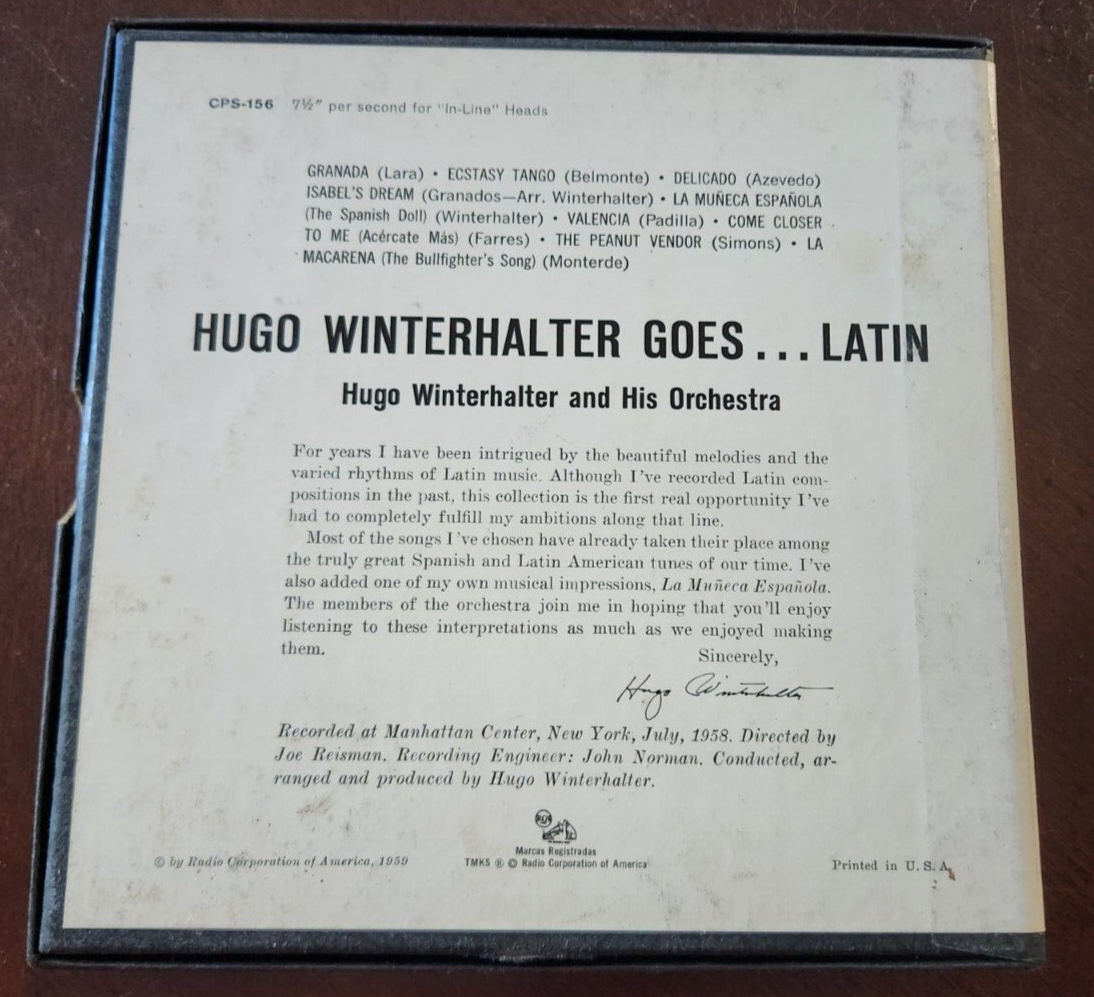 CPS-156 7½" per second for "In-Line" Heads
GRANADA (Lara) • ECSTASY TANGO (Belmonte) • DELICADO (Azevedo)
ISABEL'S DREAM (Granados—Arr. Winterhalter) • LA MUÑECA ESPAÑOLA
(The Spanish Doll) (Winterhalter) • VALENCIA (Padilla) • COME CLOSER
TO ME (Acércate Más) (Farres) • THE PEANUT VENDOR (Simons) • LA
MACARENA (The Bullfighter's Song) (Monterde)
HUGO WINTERHALTER GOES...LATIN
Hugo Winterhalter and His Orchestra
For years I have been intrigued by the beautiful melodies and the
varied rhythms of Latin music. Although I've recorded Latin com-
positions in the past, this collection is the first real opportunity I've
had to completely fulfill my ambitions along that line.
Most of the songs I've chosen have already taken their place among
the truly great Spanish and Latin American tunes of our time. I've
also added one of my own musical impressions, La Muñeca Española.
The members of the orchestra join me in hoping that you'll enjoy
listening to these interpretations as much as we enjoyed making
them.
Sincerely,
Hugo Winterhalter
Recorded at Manhattan Center, New York, July, 1958. Directed by
Joe Reisman. Recording Engineer: John Norman. Conducted, ar-
ranged and produced by Hugo Winterhalter.
RCA
Marcas Registradas
TMKS ® © Radio Corporation of America
© by Radio Corporation of America, 1959
Printed in U. S. A.